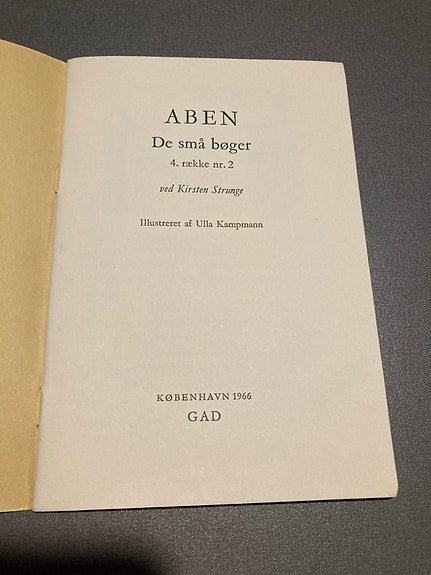 ABEN
De små bøger
4. række nr. 2
ved Kirsten Strunge
Illustreret af Ulla Kampmann
KØBENHAVN 1966
GAD